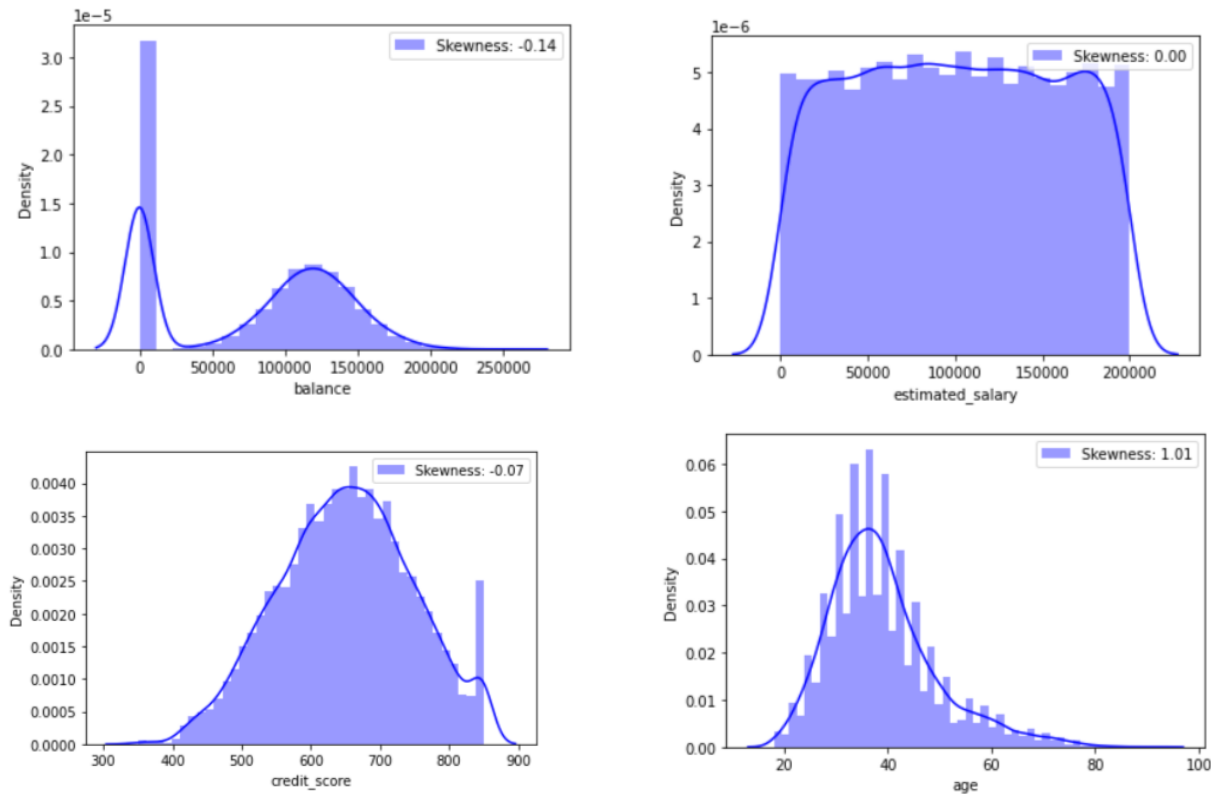 1e−5
Skewness: -0.14
3.0
2.5
2.0
1.5
1.0
0.5
0.0
Density
0 50000 100000 150000 200000 250000
balance
1e−6
Skewness: 0.00
5
4
3
2
1
0
Density
0 50000 100000 150000 200000
estimated_salary
Skewness: -0.07
0.0040
0.0035
0.0030
0.0025
0.0020
0.0015
0.0010
0.0005
0.0000
Density
300 400 500 600 700 800 900
credit_score
Skewness: 1.01
0.06
0.05
0.04
0.03
0.02
0.01
0.00
Density
20 40 60 80 100
age